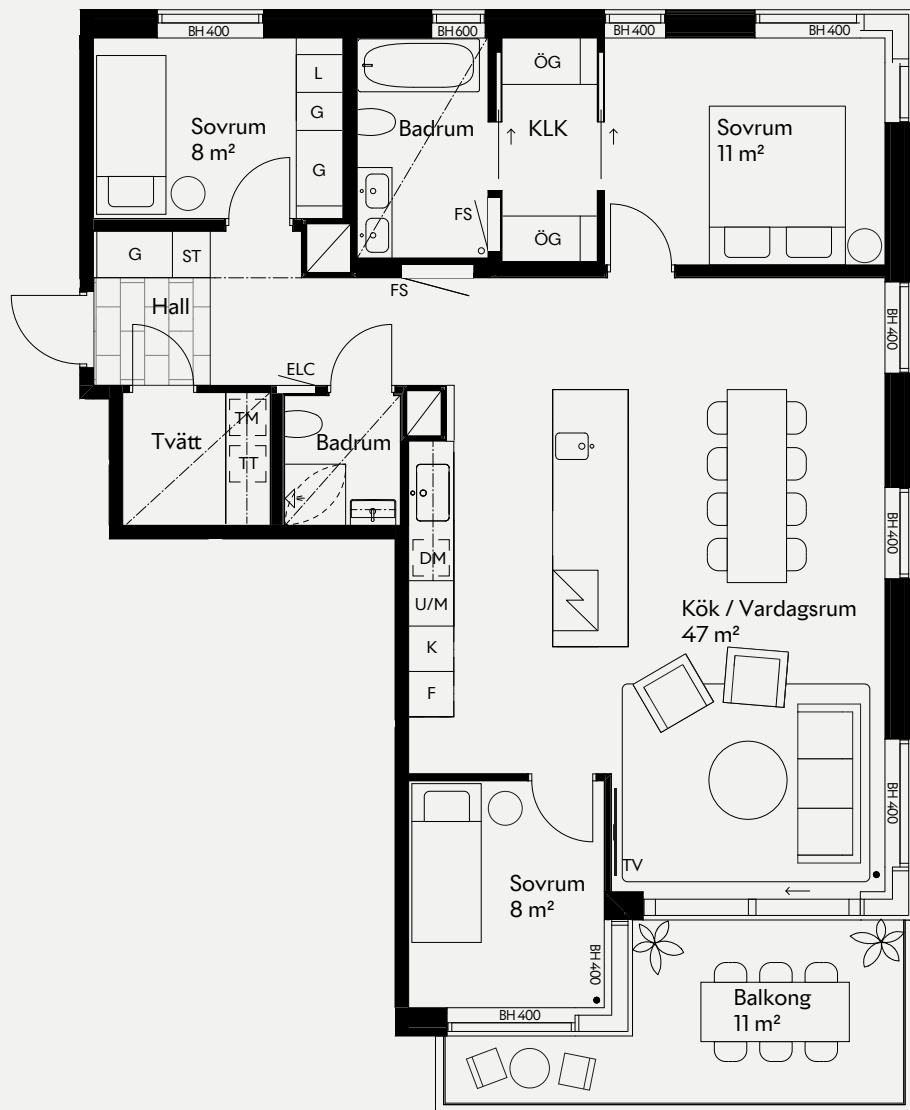 BH 400
BH 600
BH 400
BH 400
L
G
G
Sovrum
8 m²
Badrum
ÖG
KLK
ÖG
FS
Sovrum
11 m²
G
ST
Hall
FS
ELC
BH 400
Tvätt
TM
TT
Badrum
DM
U/M
K
F
BH 400
Kök / Vardagsrum
47 m²
BH 400
TV
Sovrum
8 m²
BH 400
BH 400
Balkong
11 m²